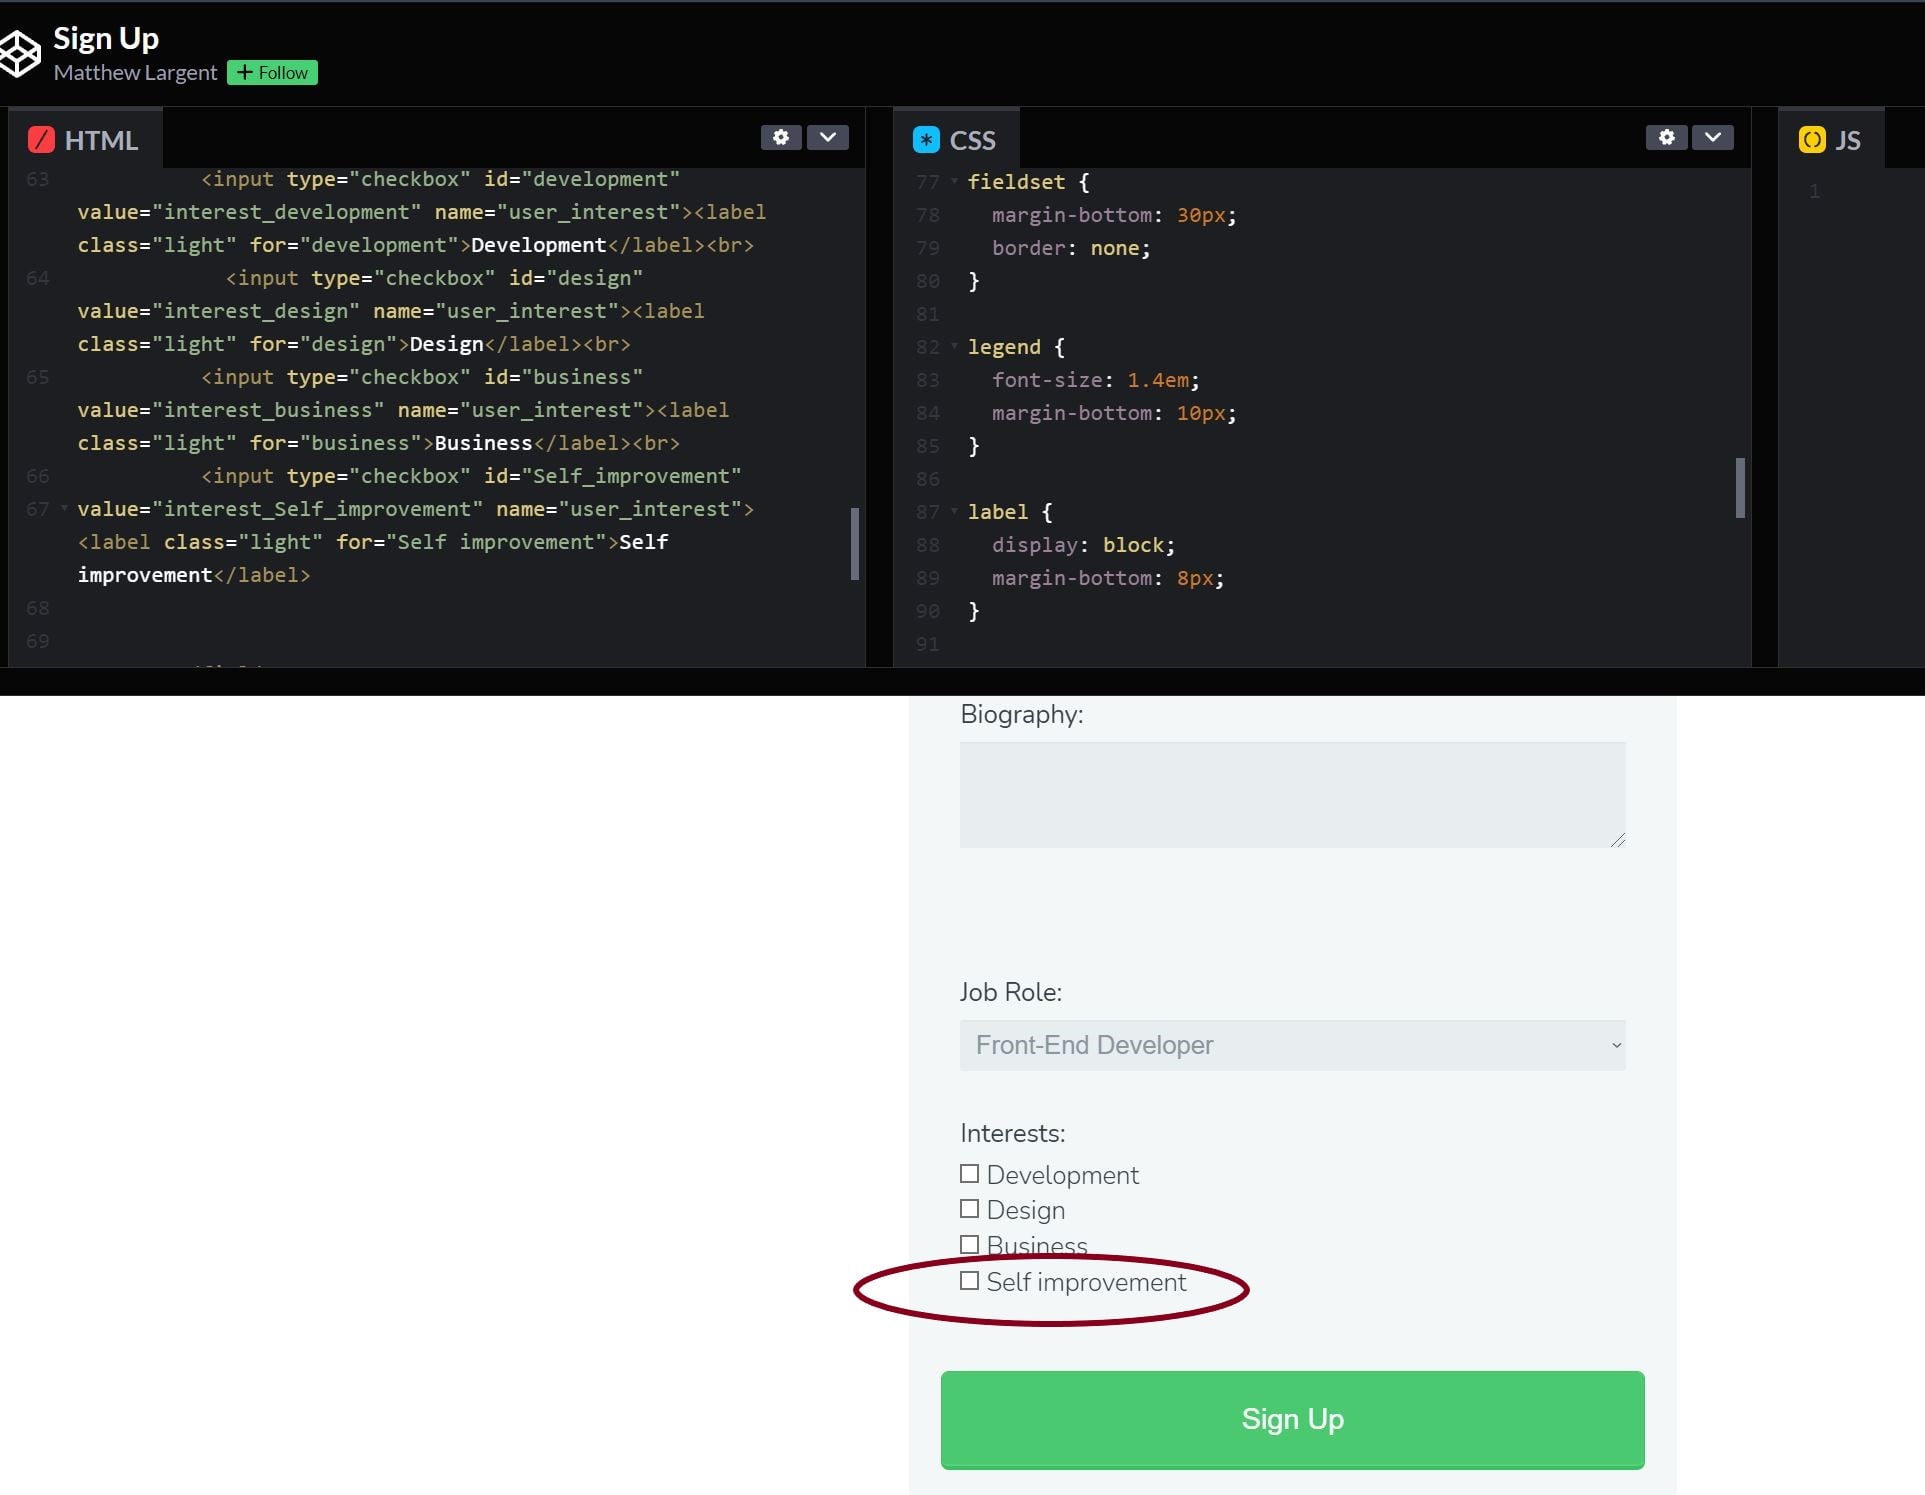 Sign Up
Matthew Largent + Follow
HTML
63 <input type="checkbox" id="development"
value="interest_development" name="user_interest"><label
class="light" for="development">Development</label><br>
64 <input type="checkbox" id="design"
value="interest_design" name="user_interest"><label
class="light" for="design">Design</label><br>
65 <input type="checkbox" id="business"
value="interest_business" name="user_interest"><label
class="light" for="business">Business</label><br>
66 <input type="checkbox" id="Self_improvement"
67 value="interest_Self_improvement" name="user_interest">
<label class="light" for="Self improvement">Self
improvement</label>
68
69
CSS
77 fieldset {
78 margin-bottom: 30px;
79 border: none;
80 }
81
82 legend {
83 font-size: 1.4em;
84 margin-bottom: 10px;
85 }
86
87 label {
88 display: block;
89 margin-bottom: 8px;
90 }
91
JS
1
Biography:
Job Role:
Front-End Developer
Interests:
Development
Design
Business
Self improvement
Sign Up